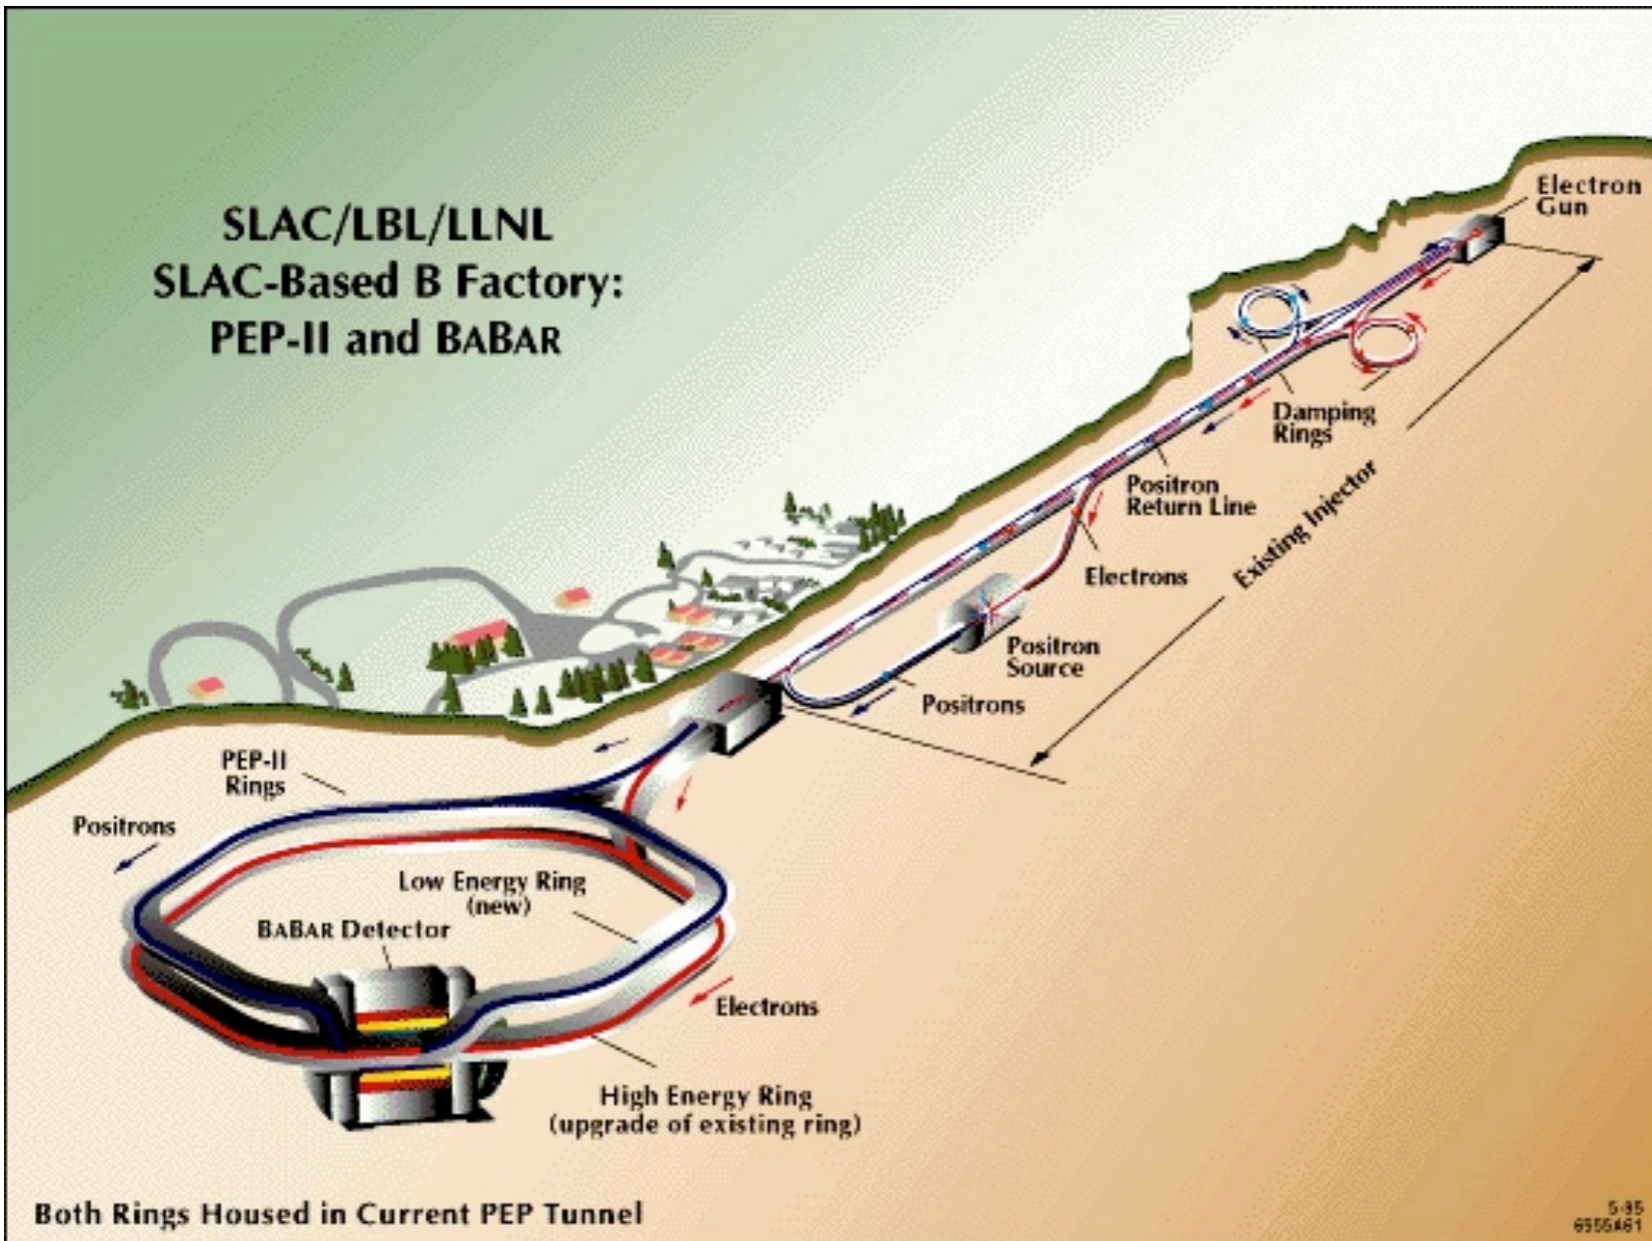 SLAC/LBL/LLNL
SLAC-Based B Factory:
PEP-II and BABAR
Electron
Gun
Damping
Rings
Positron
Return Line
Existing Injector
Electrons
Positron
Source
Positrons
PEP-II
Rings
Positrons
Low Energy Ring
(new)
BABAR Detector
Electrons
High Energy Ring
(upgrade of existing ring)
Both Rings Housed in Current PEP Tunnel
5-95
6955A61